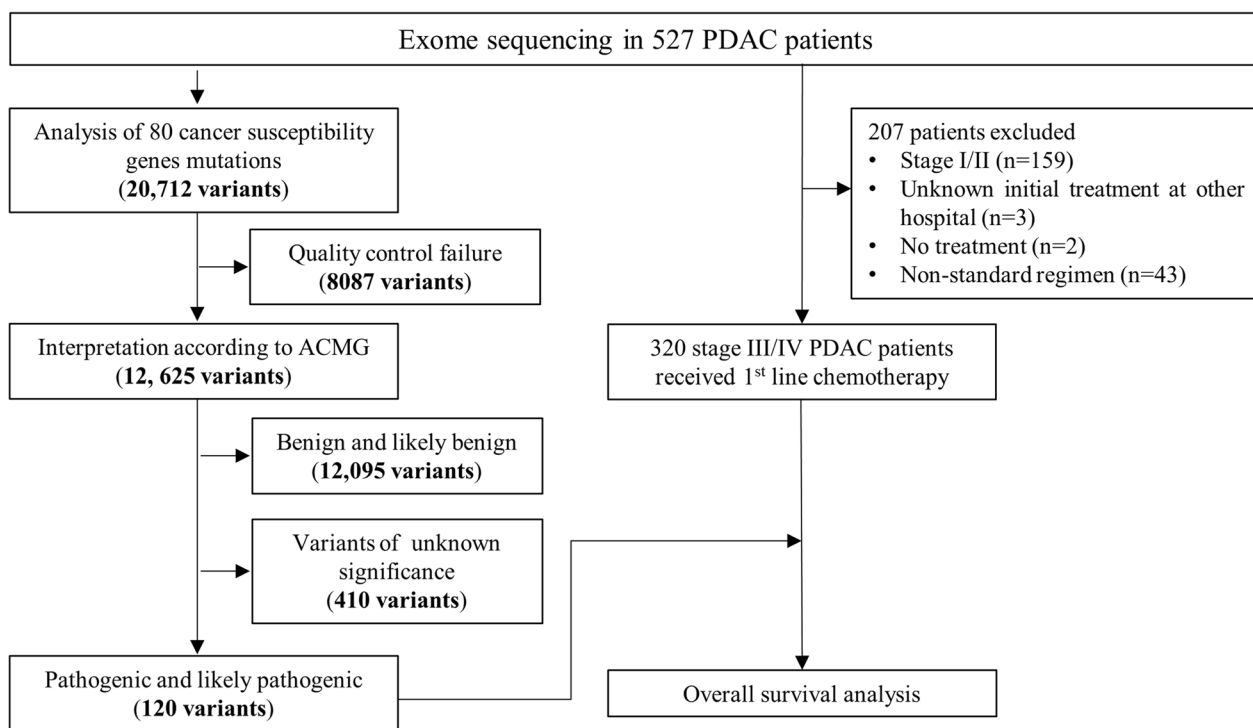 Exome sequencing in 527 PDAC patients
Analysis of 80 cancer susceptibility
genes mutations
(20,712 variants)
Quality control failure
(8087 variants)
Interpretation according to ACMG
(12, 625 variants)
Benign and likely benign
(12,095 variants)
Variants of unknown
significance
(410 variants)
Pathogenic and likely pathogenic
(120 variants)
207 patients excluded
• Stage I/II (n=159)
• Unknown initial treatment at other
hospital (n=3)
• No treatment (n=2)
• Non-standard regimen (n=43)
320 stage III/IV PDAC patients
received 1st line chemotherapy
Overall survival analysis